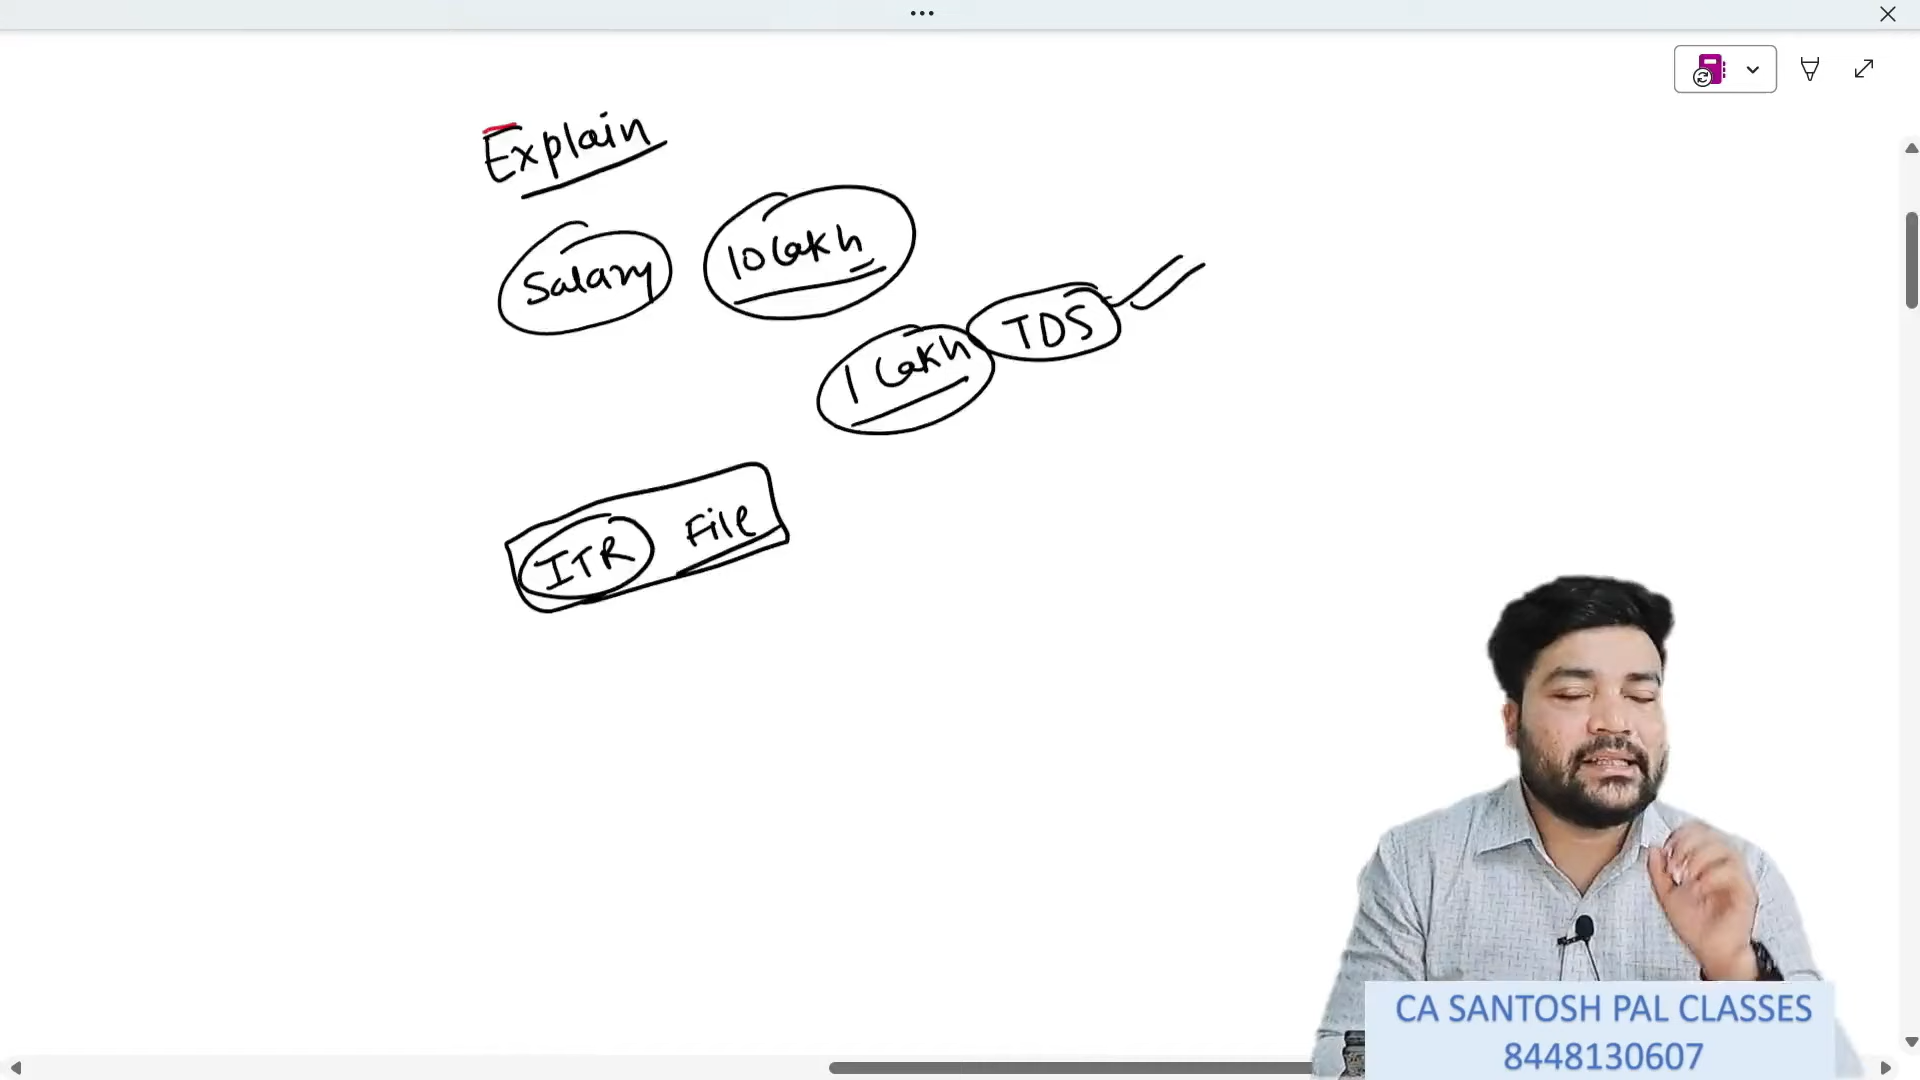 Explain
Salary 10 Lakh
1 Lakh TDS
ITR File
CA SANTOSH PAL CLASSES
8448130607